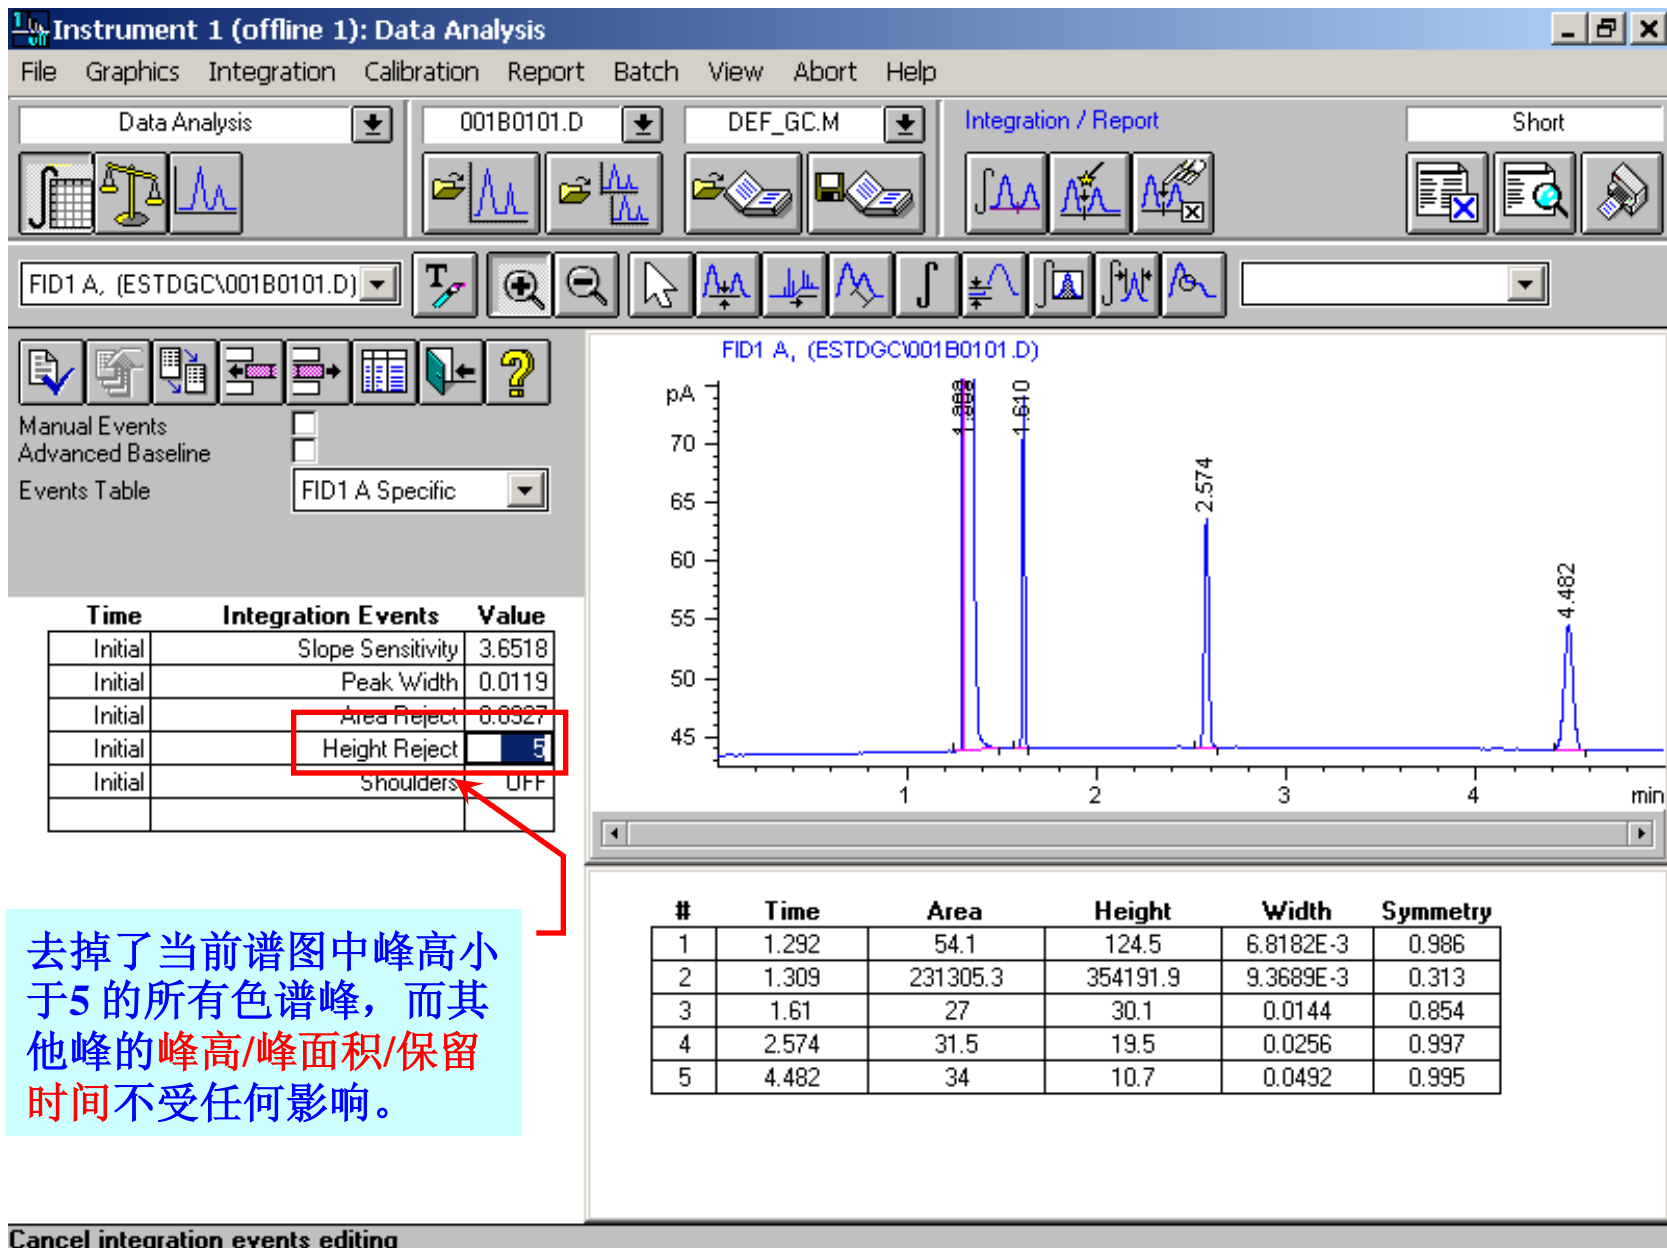 Instrument 1 (offline 1): Data Analysis
File Graphics Integration Calibration Report Batch View Abort Help
Data Analysis 001B0101.D DEF_GC.M Integration / Report Short
FID1 A, (ESTDGC\001B0101.D)
Manual Events
Advanced Baseline
Events Table FID1 A Specific
Time Integration Events Value
Initial Slope Sensitivity 3.6518
Initial Peak Width 0.0119
Initial Area Reject 0.0927
Initial Height Reject 5
Initial Shoulders OFF
去掉了当前谱图中峰高小
于5 的所有色谱峰，而其
他峰的峰高/峰面积/保留
时间不受任何影响。
FID1 A, (ESTDGC\001B0101.D)
pA
70
65
60
55
50
45
1.610
2.574
4.482
1 2 3 4 min
# Time Area Height Width Symmetry
1 1.292 54.1 124.5 6.8182E-3 0.986
2 1.309 231305.3 354191.9 9.3689E-3 0.313
3 1.61 27 30.1 0.0144 0.854
4 2.574 31.5 19.5 0.0256 0.997
5 4.482 34 10.7 0.0492 0.995
Cancel integration events editing